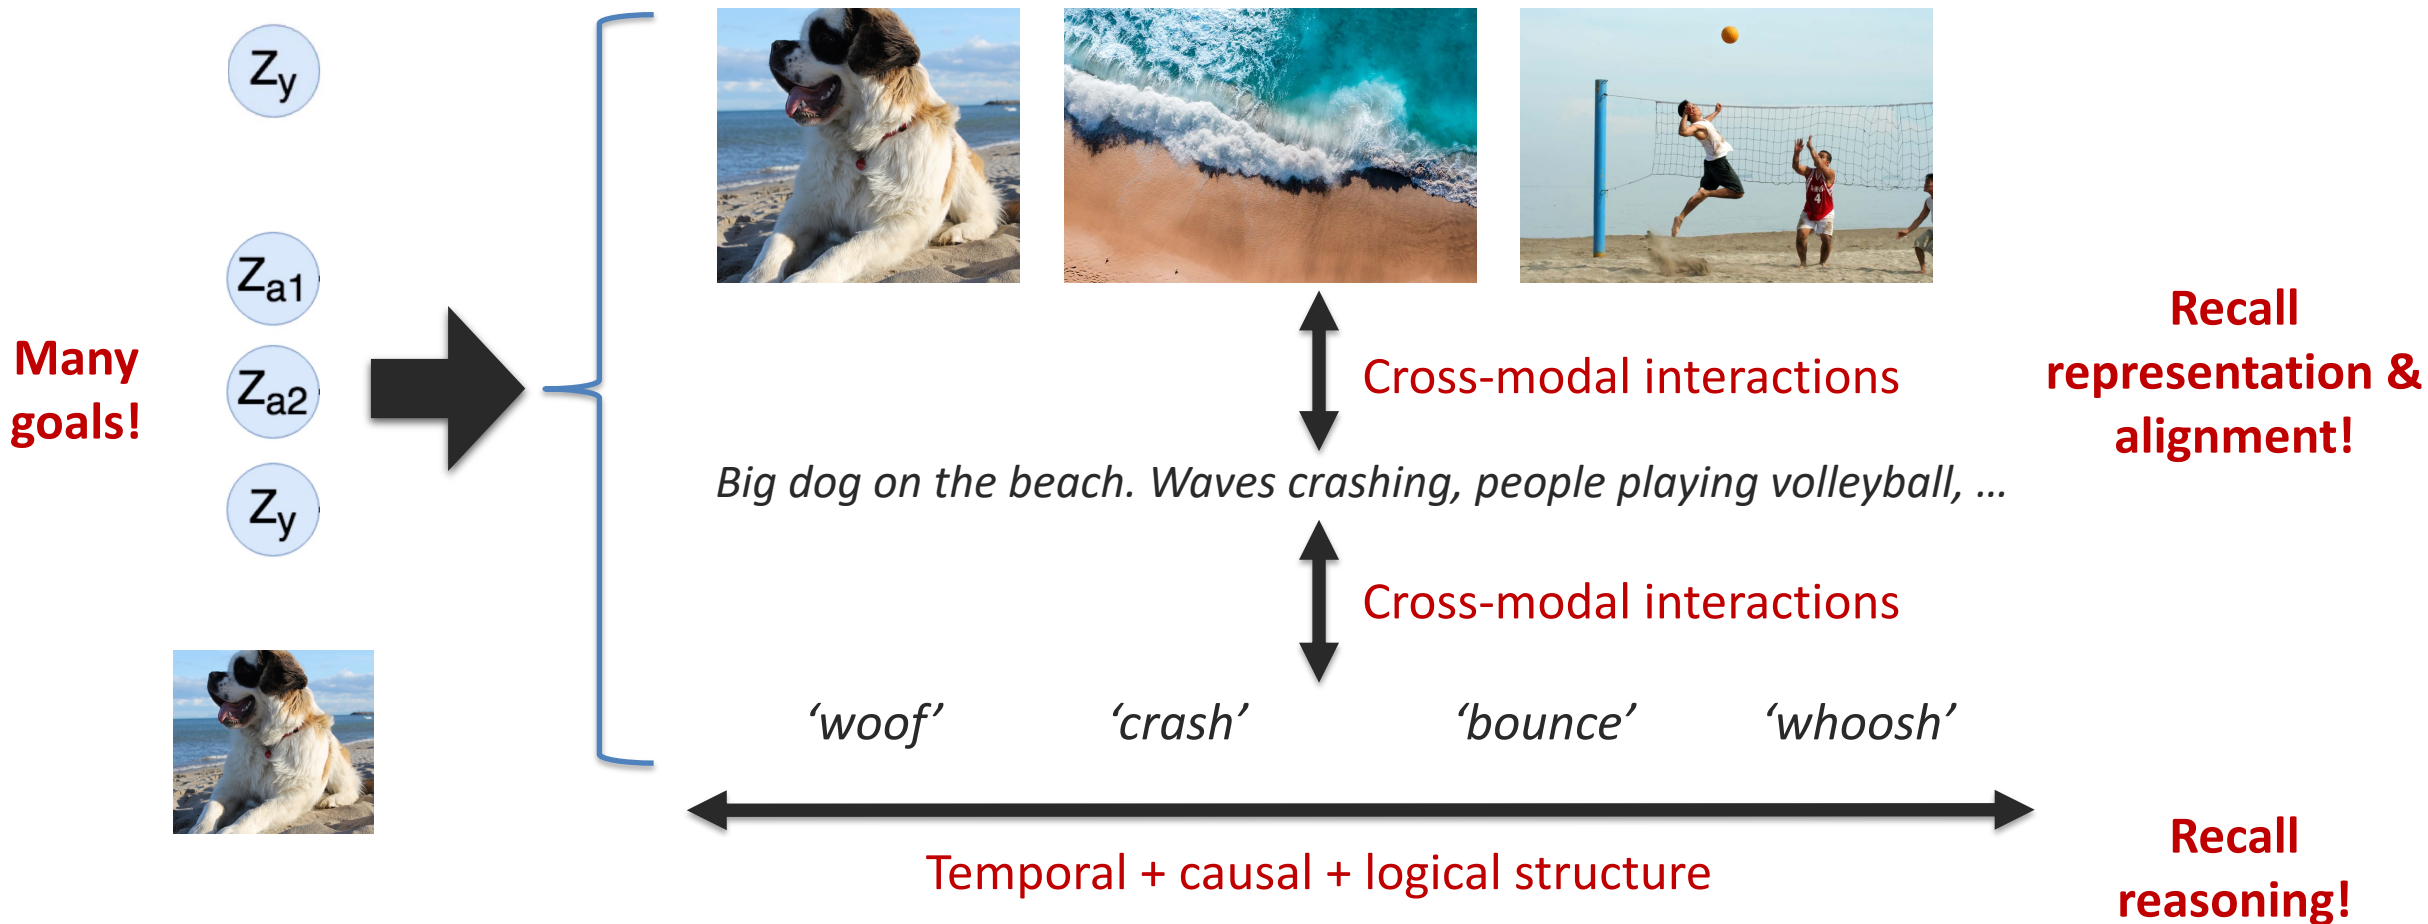 Zy
Za1
Za2
Zy
Many
goals!
Cross-modal interactions
Big dog on the beach. Waves crashing, people playing volleyball, …
Cross-modal interactions
‘woof’ ‘crash’ ‘bounce’ ‘whoosh’
Temporal + causal + logical structure
Recall
representation &
alignment!
Recall
reasoning!
4